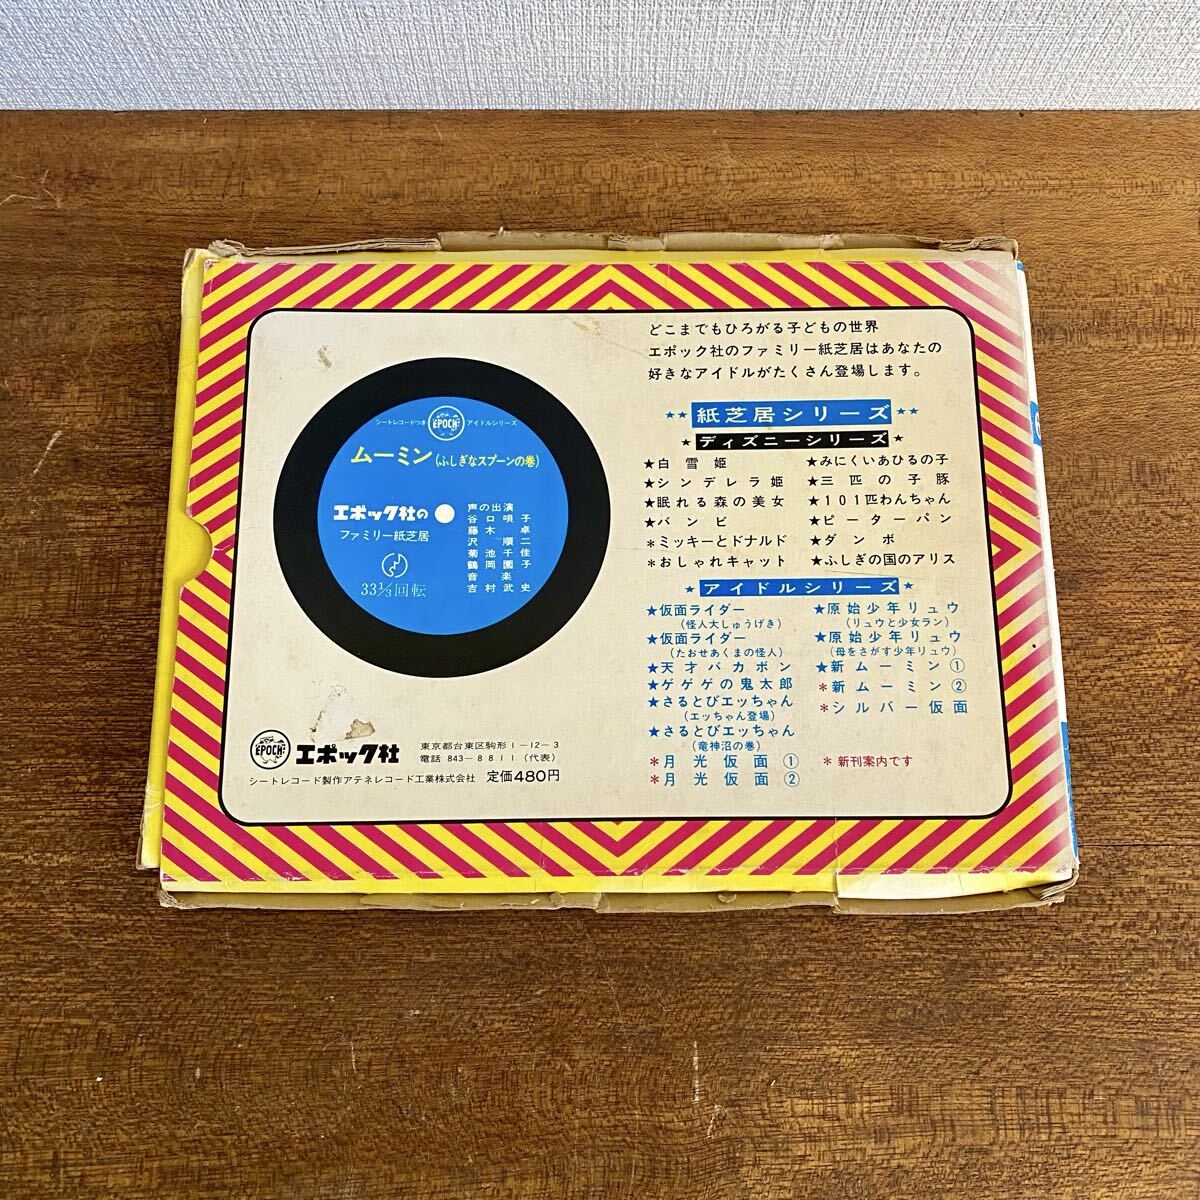 シートレコードつき EPOCH アイドルシリーズ
ムーミン(ふしぎなスプーンの巻)
エポック社の
ファミリー紙芝居
33⅓回転
声の出演
谷口唄子
藤木卓
沢順二
菊池千佳
鶴岡園子
音楽
吉村武史
EPOCH エポック社
東京都台東区駒形1-12-3
電話 843-8811(代表)
シートレコード製作アテネレコード工業株式会社 定価480円
どこまでもひろがる子どもの世界
エポック社のファミリー紙芝居はあなたの
好きなアイドルがたくさん登場します。
★★ 紙芝居シリーズ ★★
★ ディズニーシリーズ ★
★白雪姫
★シンデレラ姫
★眠れる森の美女
★バンビ
*ミッキーとドナルド
*おしゃれキャット
★みにくいあひるの子
★三匹の子豚
★101匹わんちゃん
★ピーターパン
★ダンボ
★ふしぎの国のアリス
★ アイドルシリーズ ★
★仮面ライダー
(怪人大しゅうげき)
★仮面ライダー
(たおせあくまの怪人)
★天才バカボン
★ゲゲゲの鬼太郎
★さるとびエッちゃん
(エッちゃん登場)
★さるとびエッちゃん
(竜神沼の巻)
*月光仮面①
*月光仮面②
★原始少年リュウ
(リュウと少女ラン)
★原始少年リュウ
(母をさがす少年リュウ)
★新ムーミン①
*新ムーミン②
*シルバー仮面
*新刊案内です